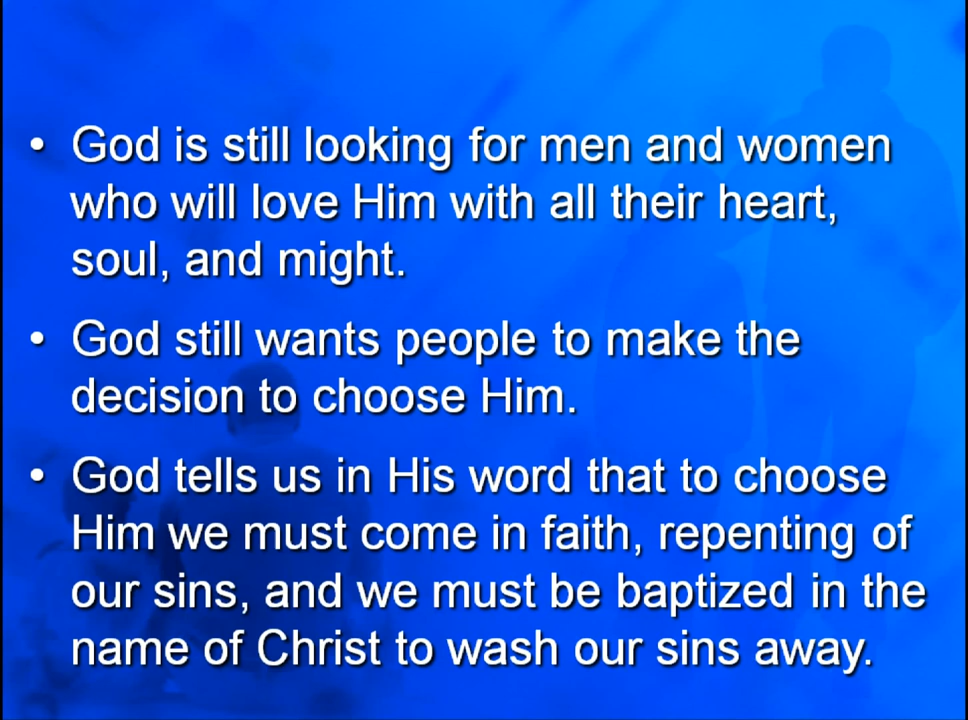 • God is still looking for men and women
who will love Him with all their heart,
soul, and might.
• God still wants people to make the
decision to choose Him.
• God tells us in His word that to choose
Him we must come in faith, repenting of
our sins, and we must be baptized in the
name of Christ to wash our sins away.